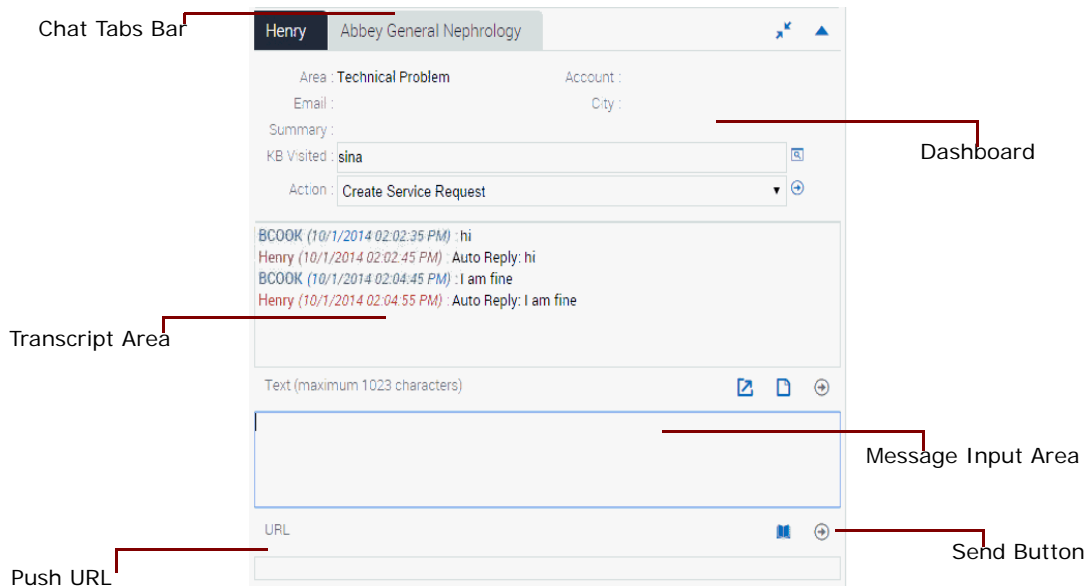 Chat Tabs Bar
Henry Abbey General Nephrology
Area : Technical Problem Account :
Email : City :
Summary :
Dashboard
KB Visited : sina
Action : Create Service Request
BCOOK (10/1/2014 02:02:35 PM) : hi
Henry (10/1/2014 02:02:45 PM) : Auto Reply: hi
BCOOK (10/1/2014 02:04:45 PM) : I am fine
Henry (10/1/2014 02:04:55 PM) : Auto Reply: I am fine
Transcript Area
Text (maximum 1023 characters)
Message Input Area
URL
Send Button
Push URL